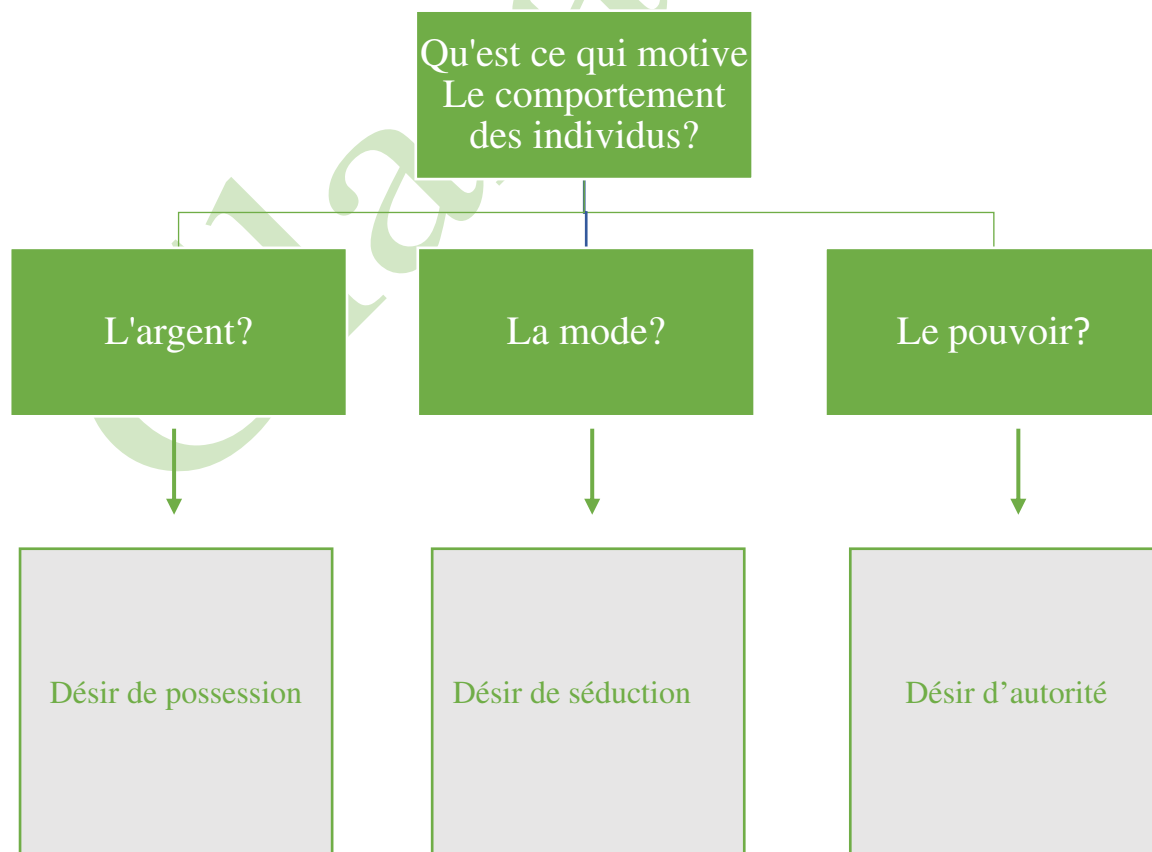 Qu'est ce qui motive
Le comportement
des individus?
L'argent?
La mode?
Le pouvoir?
Désir de possession
Désir de séduction
Désir d’autorité